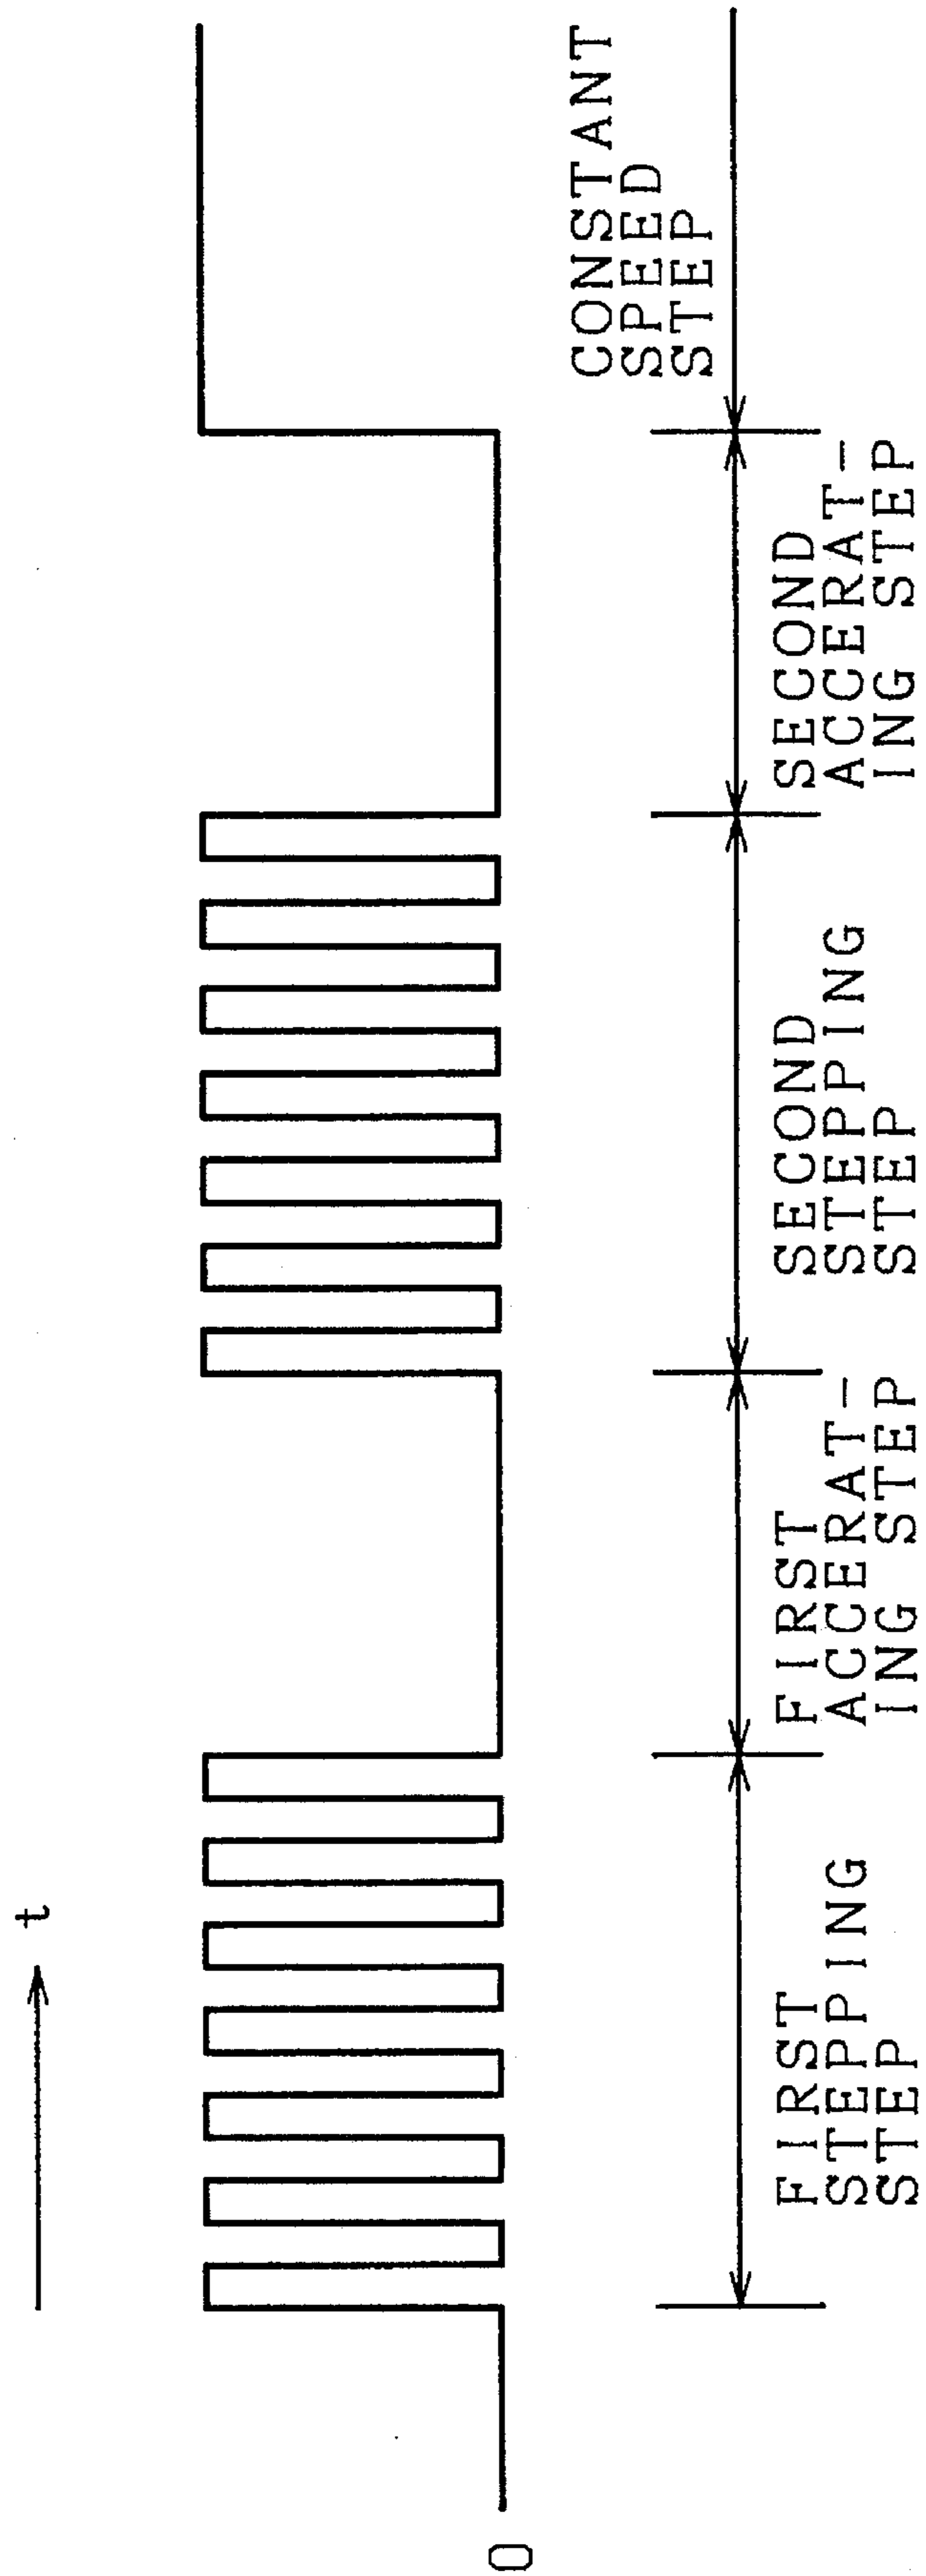 t
0
FIRST
STEPPING
STEP
FIRST
ACCERAT-
ING STEP
SECOND
STEPPING
STEP
SECOND
ACCERAT-
ING STEP
CONSTANT
SPEED
STEP